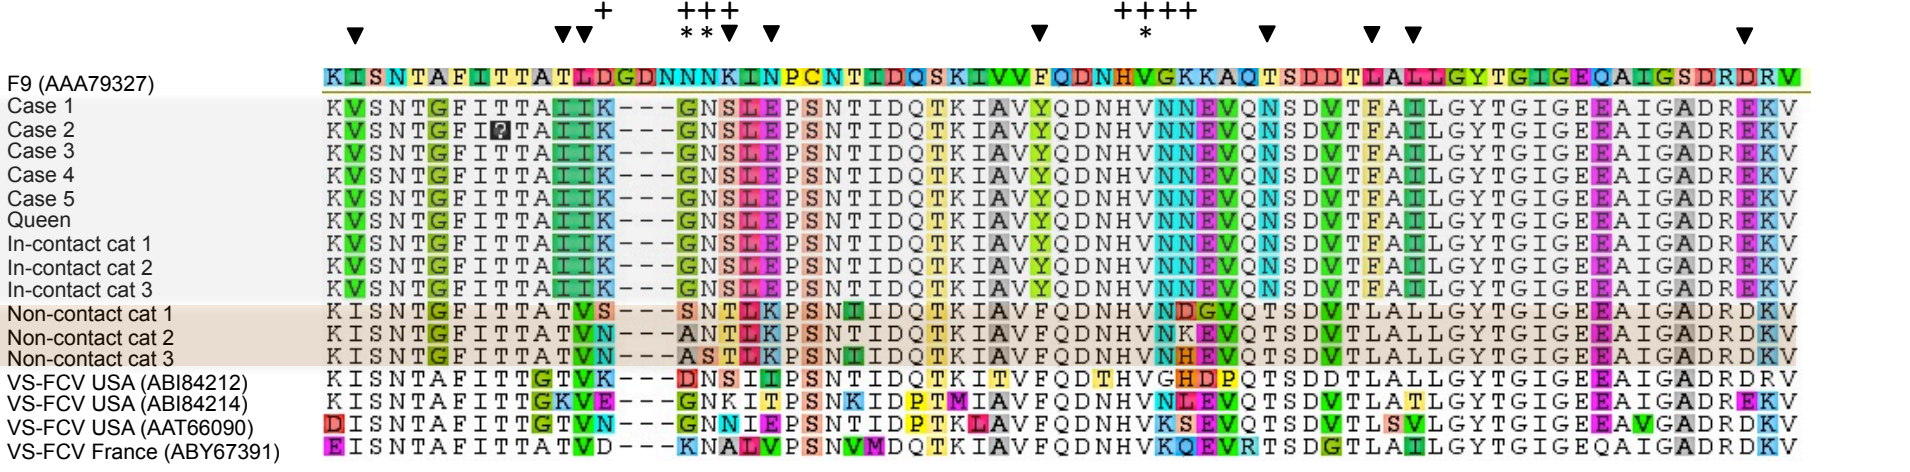 + +++ ++++
▼ ▼▼ **▼ ▼ ▼ * ▼ ▼ ▼ ▼
F9 (AAA79327) KISNTAFITTATLDGDNNNKINPCNTIDQSKIVVFQDNHVGKKAQTSDDTLALLGYTGIGEQAIGSDRDRV
Case 1 KVSNTGFITTAIIK---GNSLEPSNTIDQTKIAVYQDNHVNNEVQNSDVTFAILGYTGIGEEAIGADREKV
Case 2 KVSNTGFI?TAIIK---GNSLEPSNTIDQTKIAVYQDNHVNNEVQNSDVTFAILGYTGIGEEAIGADREKV
Case 3 KVSNTGFITTAIIK---GNSLEPSNTIDQTKIAVYQDNHVNNEVQNSDVTFAILGYTGIGEEAIGADREKV
Case 4 KVSNTGFITTAIIK---GNSLEPSNTIDQTKIAVYQDNHVNNEVQNSDVTFAILGYTGIGEEAIGADREKV
Case 5 KVSNTGFITTAIIK---GNSLEPSNTIDQTKIAVYQDNHVNNEVQNSDVTFAILGYTGIGEEAIGADREKV
Queen KVSNTGFITTAIIK---GNSLEPSNTIDQTKIAVYQDNHVNNEVQNSDVTFAILGYTGIGEEAIGADREKV
In-contact cat 1 KVSNTGFITTAIIK---GNSLEPSNTIDQTKIAVYQDNHVNNEVQNSDVTFAILGYTGIGEEAIGADREKV
In-contact cat 2 KVSNTGFITTAIIK---GNSLEPSNTIDQTKIAVYQDNHVNNEVQNSDVTFAILGYTGIGEEAIGADREKV
In-contact cat 3 KVSNTGFITTAIIK---GNSLEPSNTIDQTKIAVYQDNHVNNEVQNSDVTFAILGYTGIGEEAIGADREKV
Non-contact cat 1 KISNTGFITTATVS---SNTLKPSNIIDQTKIAVFQDNHVNDGVQTSDVTLALLGYTGIGEEAIGADRDKV
Non-contact cat 2 KISNTGFITTATVN---ANTLKPSNTIDQTKIAVFQDNHVNKEVQTSDVTLALLGYTGIGEEAIGADRDKV
Non-contact cat 3 KISNTGFITTATVN---ASTLKPSNIIDQTKIAVFQDNHVNHEVQTSDVTLALLGYTGIGEEAIGADRDKV
VS-FCV USA (ABI84212) KISNTAFITTGTVK---DNSIIPSNTIDQTKITVFQDTHVGHDPQTSDDTLAILGYTGIGEEAIGADRDRV
VS-FCV USA (ABI84214) KISNTAFITTGKVE---GNKITPSNKIDPTMIAVFQDNHVNLEVQTSDVTLATLGYTGIGEEAIGADREKV
VS-FCV USA (AAT66090) DISNTAFITTGTVN---GNNIEPSNTIDPTKLAVFQDNHVKSEVQTSDVTLSVLGYTGIGEEAVGADRDKV
VS-FCV France (ABY67391) EISNTAFITTATVD---KNALVPSNVMDQTKIAVFQDNHVKQEVRTSDGTLAILGYTGIGEQAIGADRDKV